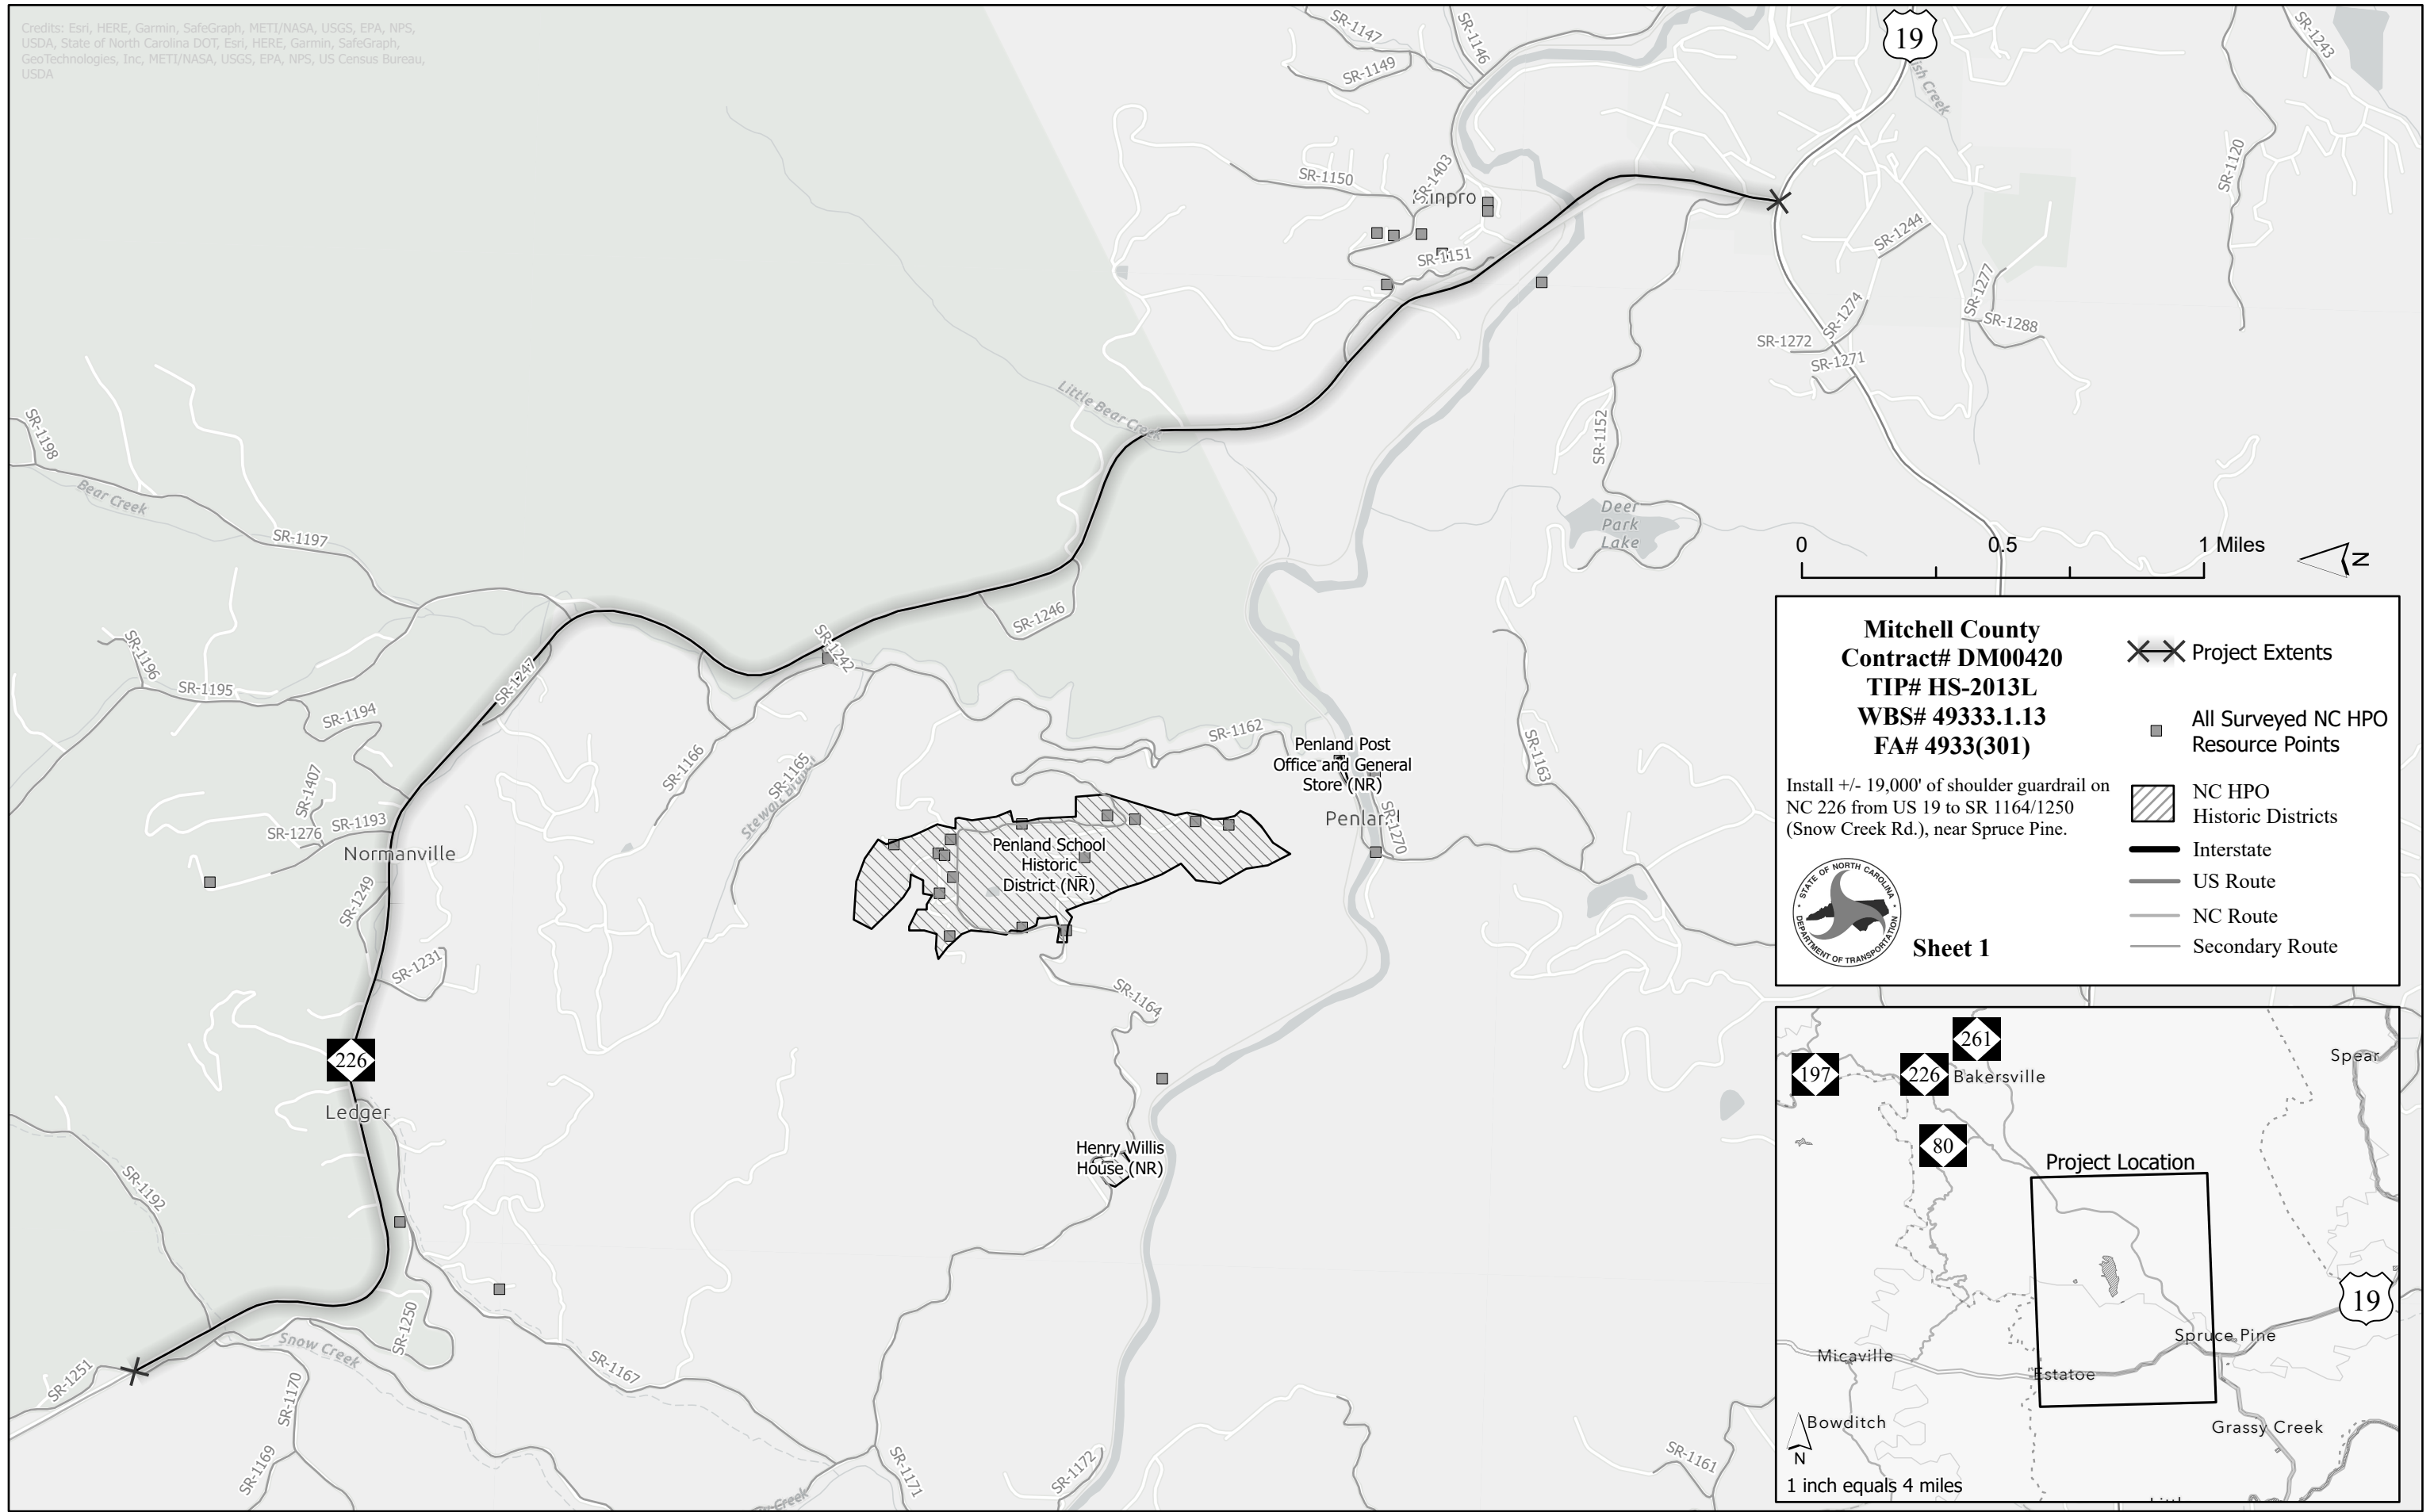 Credits: Esri, HERE, Garmin, SafeGraph, METI/NASA, USGS, EPA, NPS,
USDA, State of North Carolina DOT, Esri, HERE, Garmin, SafeGraph,
GeoTechnologies, Inc, METI/NASA, USGS, EPA, NPS, US Census Bureau,
USDA
SR-1147
SR-1146
19
SR-1243
SR-1149
SR-1120
SR-1150
SR-1403
SR-1151
SR-1244
SR-1277
SR-1274
SR-1288
SR-1272
SR-1271
Little Bear Creek
SR-1152
SR-1198
Bear Creek
SR-1197
Deer
Park
Lake
0
0.5
1 Miles
N
SR-1246
SR-1242
SR-1247
SR-1196
SR-1195
SR-1194
SR-1166
SR-1165
SR-1162
SR-1163
Penland Post
Office and General
Store (NR)
SR-1270
SR-1407
SR-1276
SR-1193
Normanville
SR-1249
Penland School
Historic
District (NR)
SR-1231
SR-1164
226
Ledger
Henry Willis
House (NR)
SR-1192
SR-1250
Snow Creek
SR-1251
SR-1170
SR-1167
SR-1169
SR-1171
SR-1172
SR-1161
Mitchell County
Contract# DM00420
TIP# HS-2013L
WBS# 49333.1.13
FA# 4933(301)
Install +/- 19,000' of shoulder guardrail on
NC 226 from US 19 to SR 1164/1250
(Snow Creek Rd.), near Spruce Pine.
STATE OF NORTH CAROLINA
DEPARTMENT OF TRANSPORTATION
Sheet 1
Project Extents
All Surveyed NC HPO
Resource Points
NC HPO
Historic Districts
Interstate
US Route
NC Route
Secondary Route
261
197
226
Bakersville
Spear
80
Project Location
19
Spruce Pine
Micaville
Estatoe
Bowditch
Grassy Creek
N
1 inch equals 4 miles